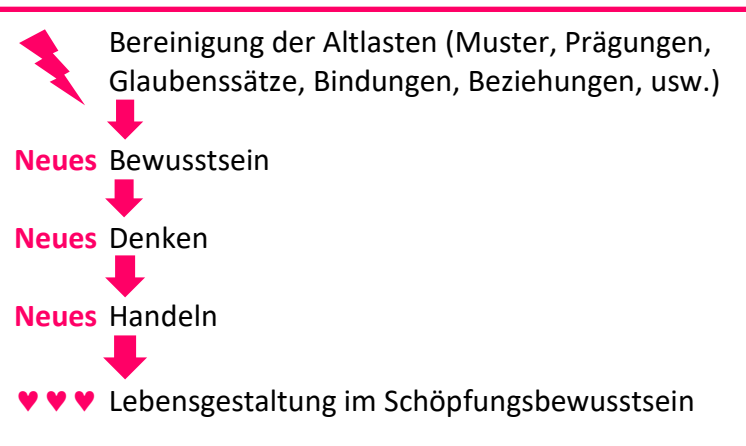 Bereinigung der Altlasten (Muster, Prägungen,
Glaubenssätze, Bindungen, Beziehungen, usw.)
Neues Bewusstsein
Neues Denken
Neues Handeln
♥ ♥ ♥ Lebensgestaltung im Schöpfungsbewusstsein